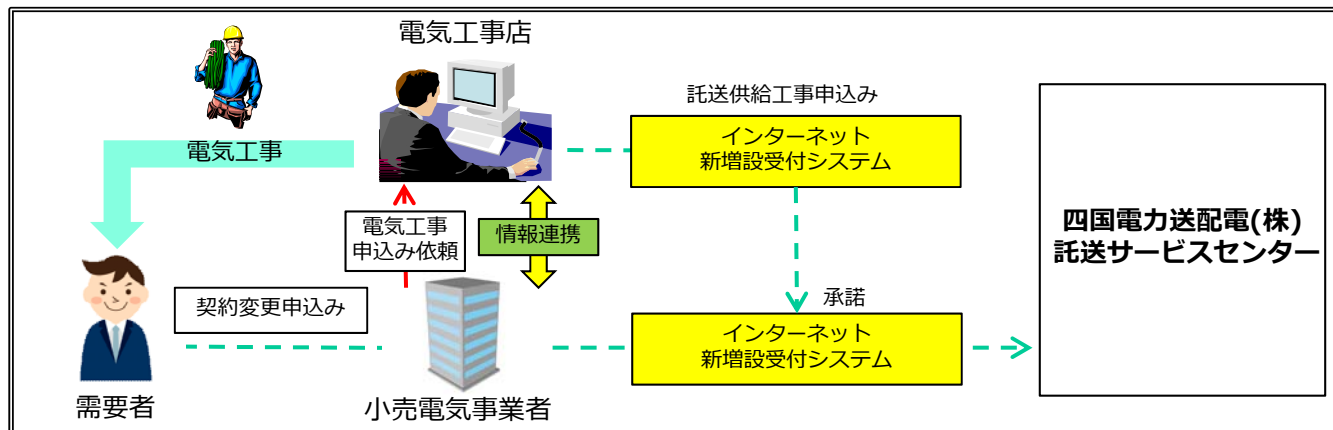 電気工事店
託送供給工事申込み
インターネット
新増設受付システム
電気工事
電気工事
申込み依頼
情報連携
四国電力送配電(株)
託送サービスセンター
契約変更申込み
承諾
インターネット
新増設受付システム
需要者
小売電気事業者